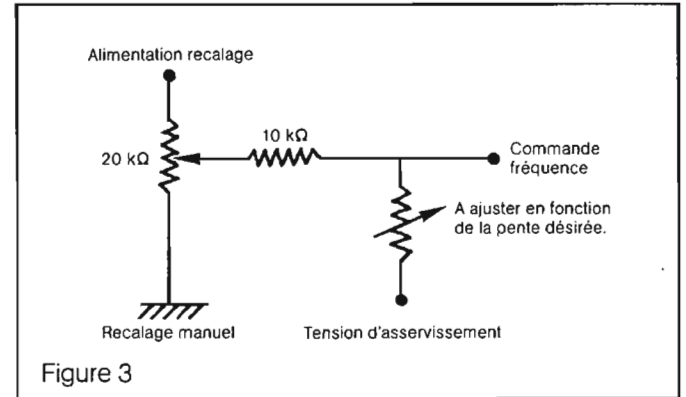 Alimentation recalage
10 kΩ
20 kΩ
Commande
fréquence
A ajuster en fonction
de la pente désirée.
Recalage manuel
Tension d'asservissement
Figure 3